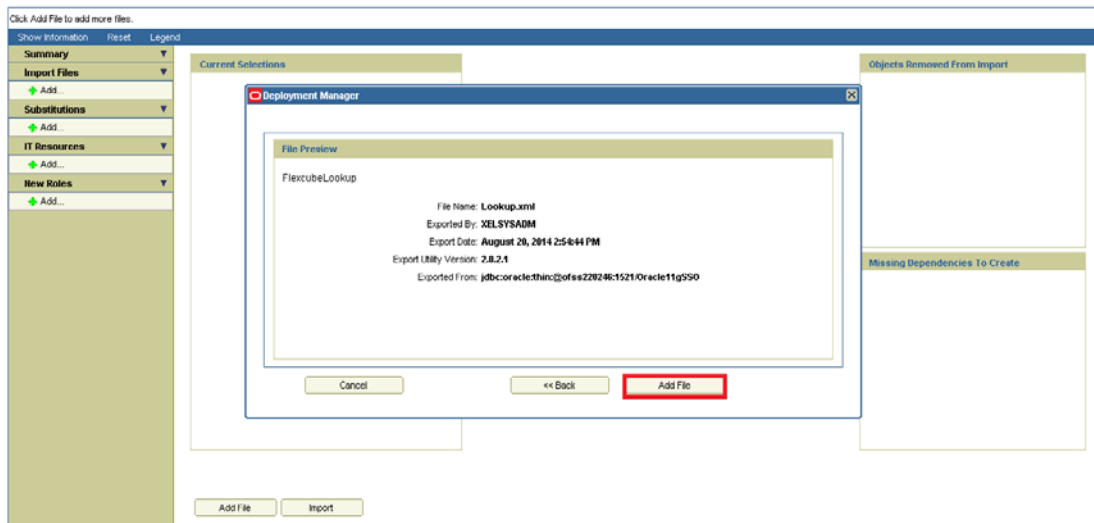 Click Add File to add more files.
Show Information Reset Legend
Summary
Import Files
Add...
Substitutions
Add...
IT Resources
Add...
New Roles
Add...
Current Selections
Objects Removed From Import
Missing Dependencies To Create
Deployment Manager
File Preview
FlexcubeLookup
File Name: Lookup.xml
Exported By: XELSYSADM
Export Date: August 20, 2014 2:54:44 PM
Export Utility Version: 2.0.2.1
Exported From: jdbc:oracle:thin:@ofss220246:1521/Oracle11gSSO
Cancel << Back Add File
Add File Import